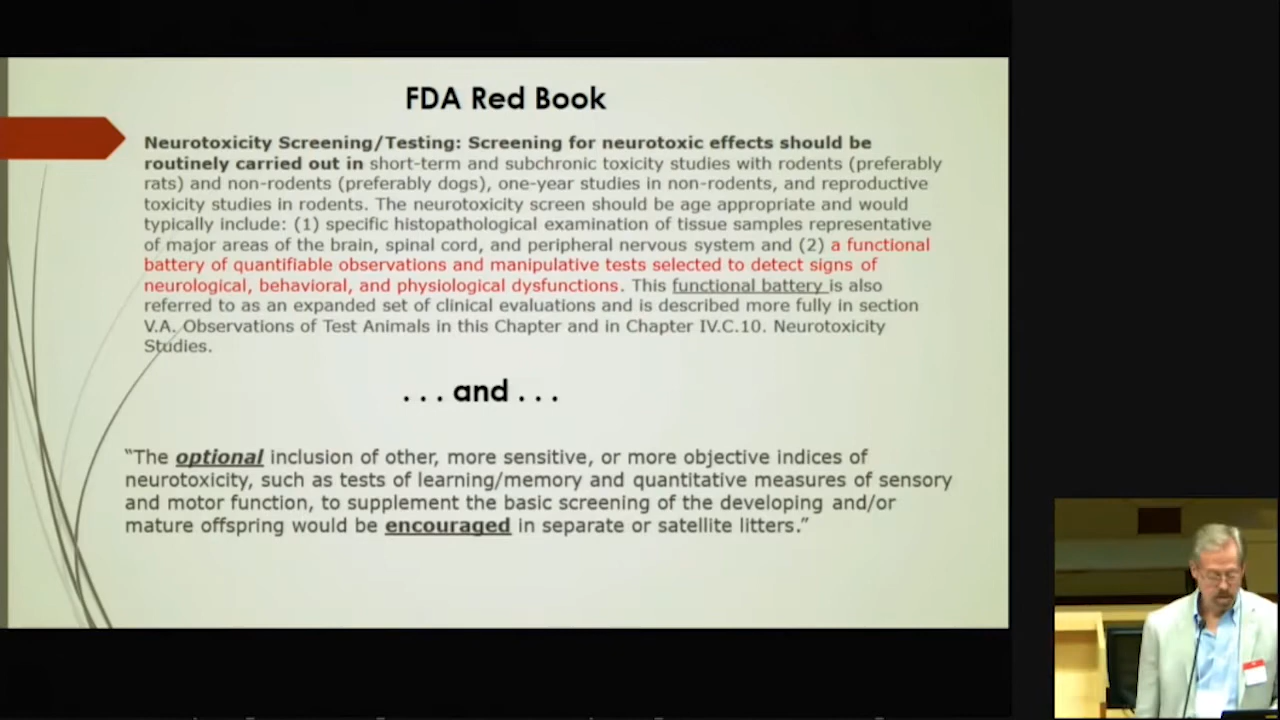 FDA Red Book
Neurotoxicity Screening/Testing: Screening for neurotoxic effects should be
routinely carried out in short-term and subchronic toxicity studies with rodents (preferably
rats) and non-rodents (preferably dogs), one-year studies in non-rodents, and reproductive
toxicity studies in rodents. The neurotoxicity screen should be age appropriate and would
typically include: (1) specific histopathological examination of tissue samples representative
of major areas of the brain, spinal cord, and peripheral nervous system and (2) a functional
battery of quantifiable observations and manipulative tests selected to detect signs of
neurological, behavioral, and physiological dysfunctions. This functional battery is also
referred to as an expanded set of clinical evaluations and is described more fully in section
V.A. Observations of Test Animals in this Chapter and in Chapter IV.C.10. Neurotoxicity
Studies.
. . . and . . .
“The optional inclusion of other, more sensitive, or more objective indices of
neurotoxicity, such as tests of learning/memory and quantitative measures of sensory
and motor function, to supplement the basic screening of the developing and/or
mature offspring would be encouraged in separate or satellite litters.”